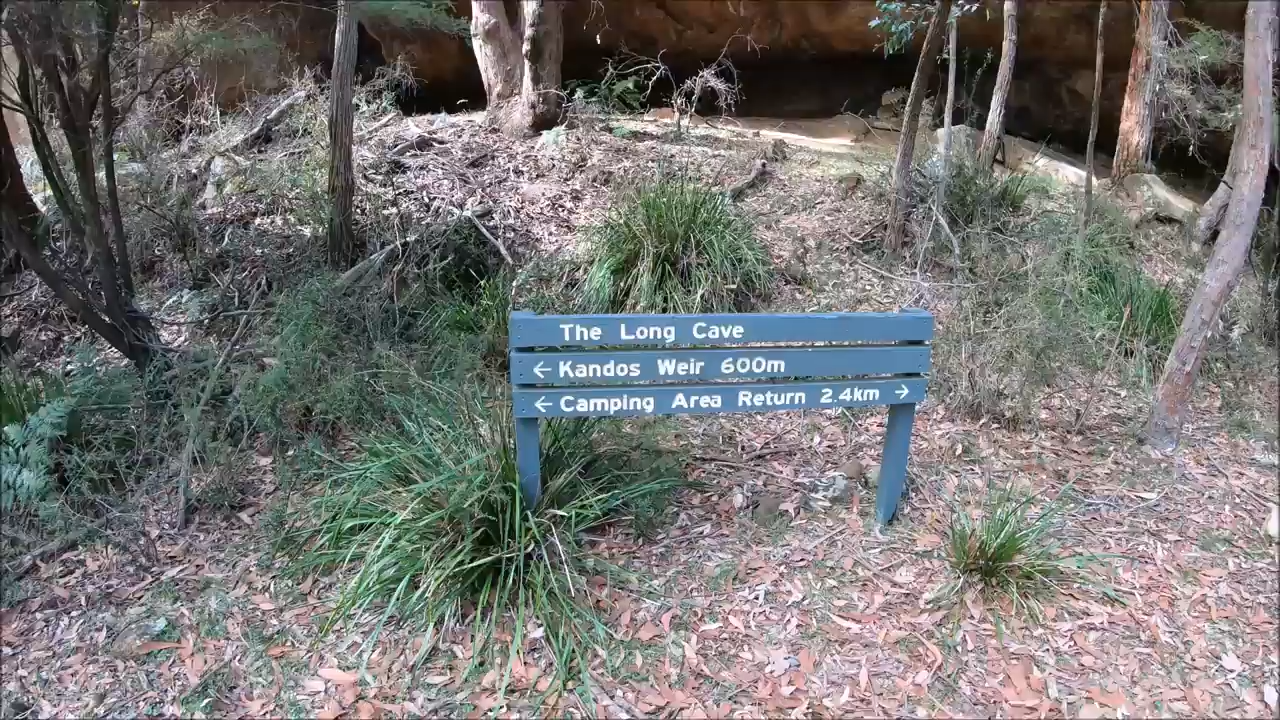 The Long Cave
← Kandos Weir 600m
← Camping Area Return 2.4km →